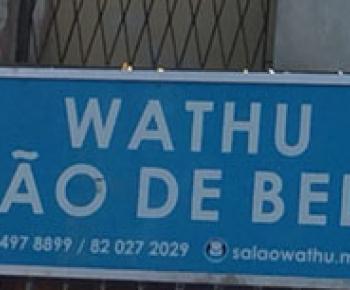 WATHU
ÃO DE BE
497 8899 / 82 027 2029 salaowathu.m